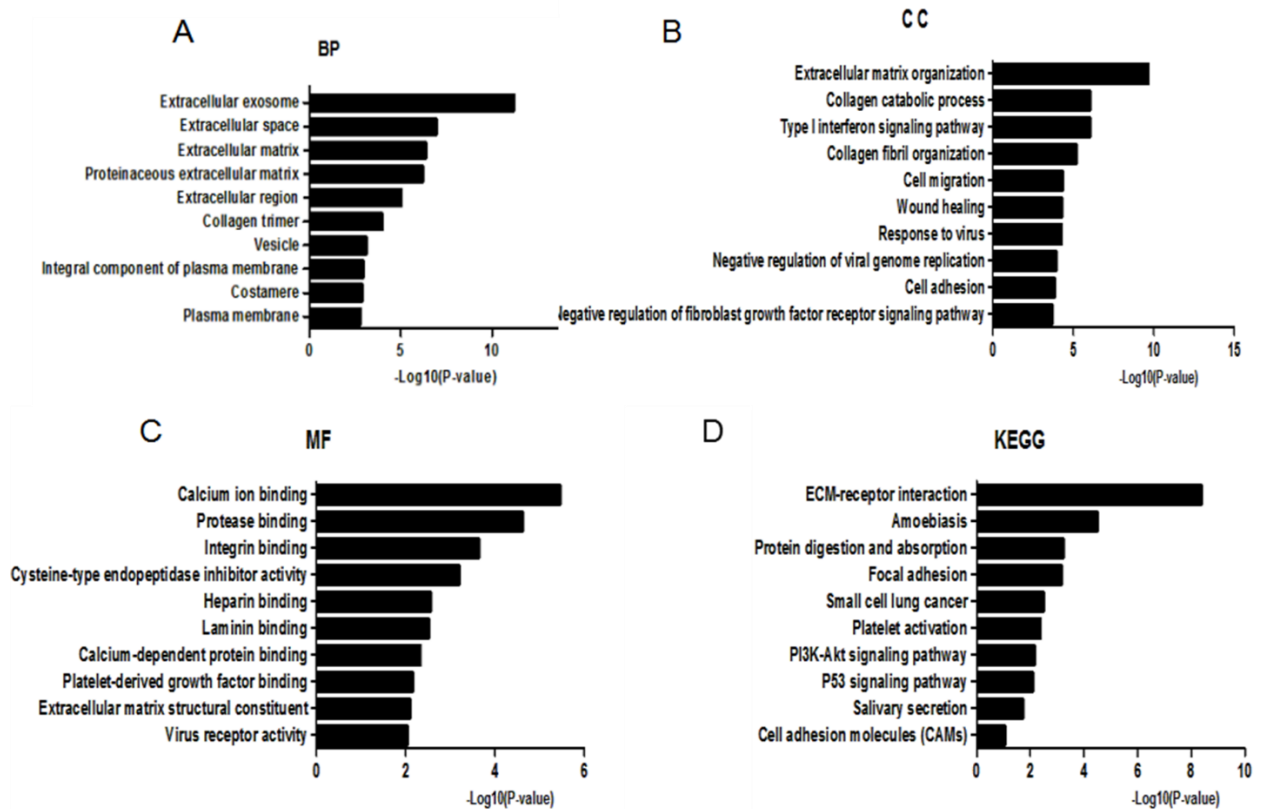 A
BP
Extracellular exosome
Extracellular space
Extracellular matrix
Proteinaceous extracellular matrix
Extracellular region
Collagen trimer
Vesicle
Integral component of plasma membrane
Costamere
Plasma membrane
0 5 10
-Log10(P-value)
B
C C
Extracellular matrix organization
Collagen catabolic process
Type I interferon signaling pathway
Collagen fibril organization
Cell migration
Wound healing
Response to virus
Negative regulation of viral genome replication
Cell adhesion
Negative regulation of fibroblast growth factor receptor signaling pathway
0 5 10 15
-Log10(P-value)
C
MF
Calcium ion binding
Protease binding
Integrin binding
Cysteine-type endopeptidase inhibitor activity
Heparin binding
Laminin binding
Calcium-dependent protein binding
Platelet-derived growth factor binding
Extracellular matrix structural constituent
Virus receptor activity
0 2 4 6
-Log10(P-value)
D
KEGG
ECM-receptor interaction
Amoebiasis
Protein digestion and absorption
Focal adhesion
Small cell lung cancer
Platelet activation
PI3K-Akt signaling pathway
P53 signaling pathway
Salivary secretion
Cell adhesion molecules (CAMs)
0 2 4 6 8 10
-Log10(P-value)